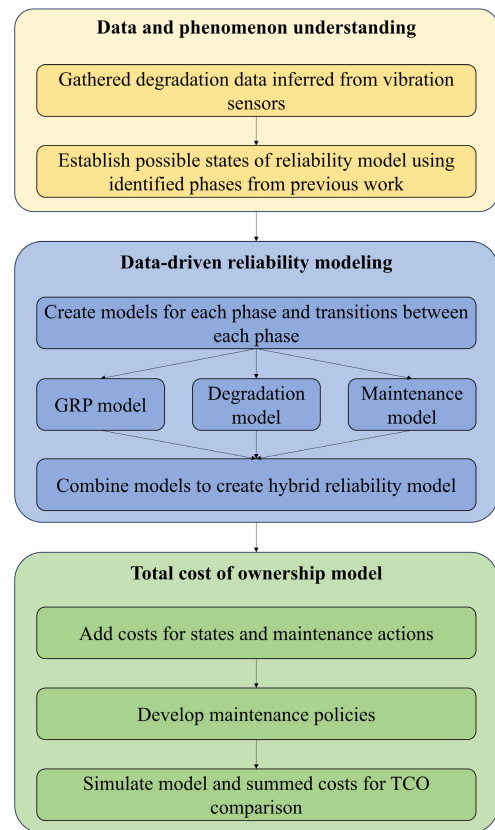 Data and phenomenon understanding
Gathered degradation data inferred from vibration
sensors
Establish possible states of reliability model using
identified phases from previous work
Data-driven reliability modeling
Create models for each phase and transitions between
each phase
GRP model
Degradation
model
Maintenance
model
Combine models to create hybrid reliability model
Total cost of ownership model
Add costs for states and maintenance actions
Develop maintenance policies
Simulate model and summed costs for TCO
comparison